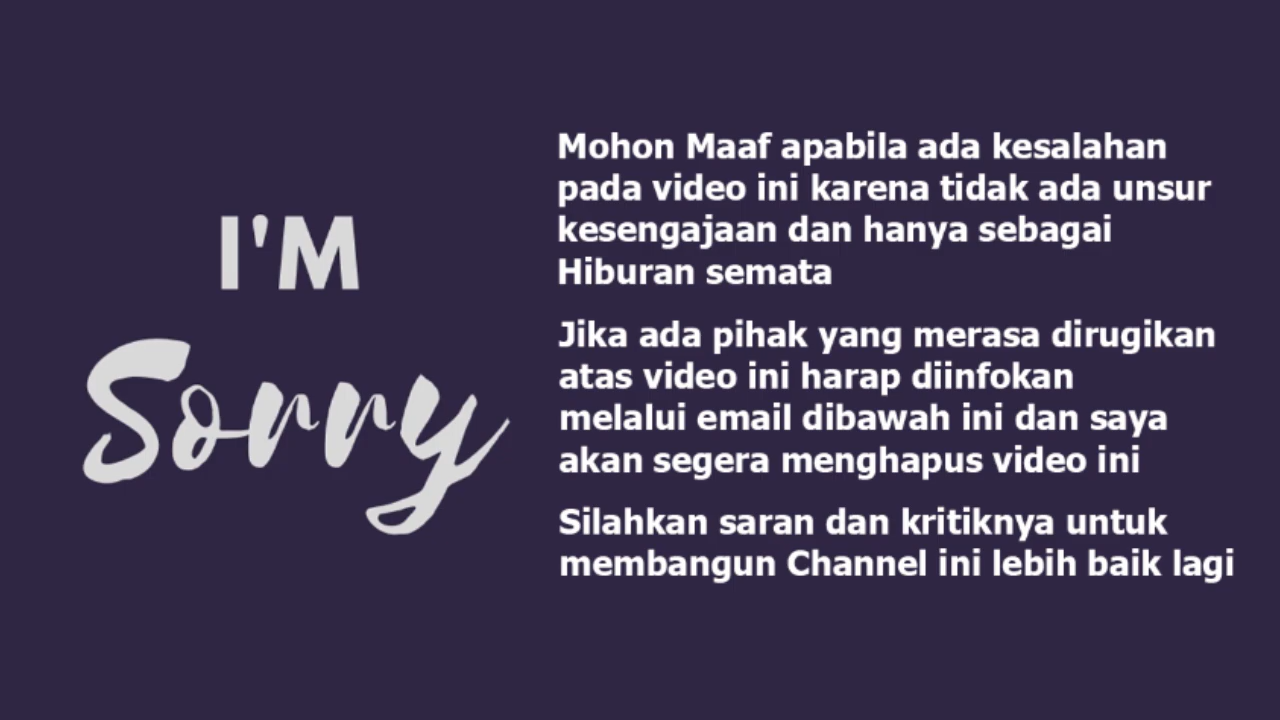 I'M
Sorry
Mohon Maaf apabila ada kesalahan
pada video ini karena tidak ada unsur
kesengajaan dan hanya sebagai
Hiburan semata
Jika ada pihak yang merasa dirugikan
atas video ini harap diinfokan
melalui email dibawah ini dan saya
akan segera menghapus video ini
Silahkan saran dan kritiknya untuk
membangun Channel ini lebih baik lagi